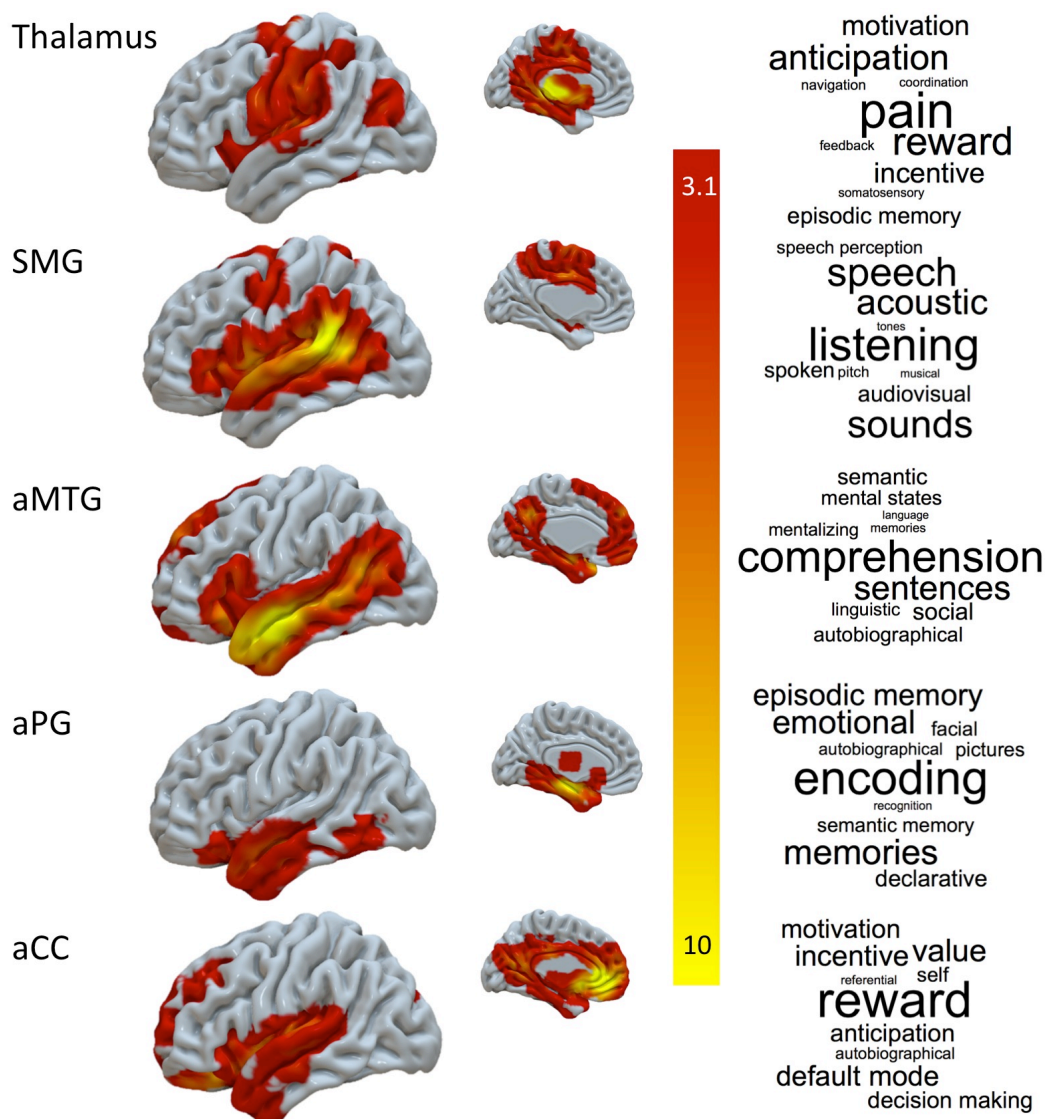 Thalamus
motivation
anticipation
navigation coordination
pain
feedback reward
incentive
somatosensory
episodic memory
SMG
speech perception
speech
acoustic
tones
listening
spoken pitch musical
audiovisual
sounds
aMTG
semantic
mental states
language
mentalizing memories
comprehension
sentences
linguistic social
autobiographical
aPG
episodic memory
emotional facial
autobiographical pictures
encoding
recognition
semantic memory
memories
declarative
aCC
motivation
incentive value
referential self
reward
anticipation
autobiographical
default mode
decision making
3.1
10